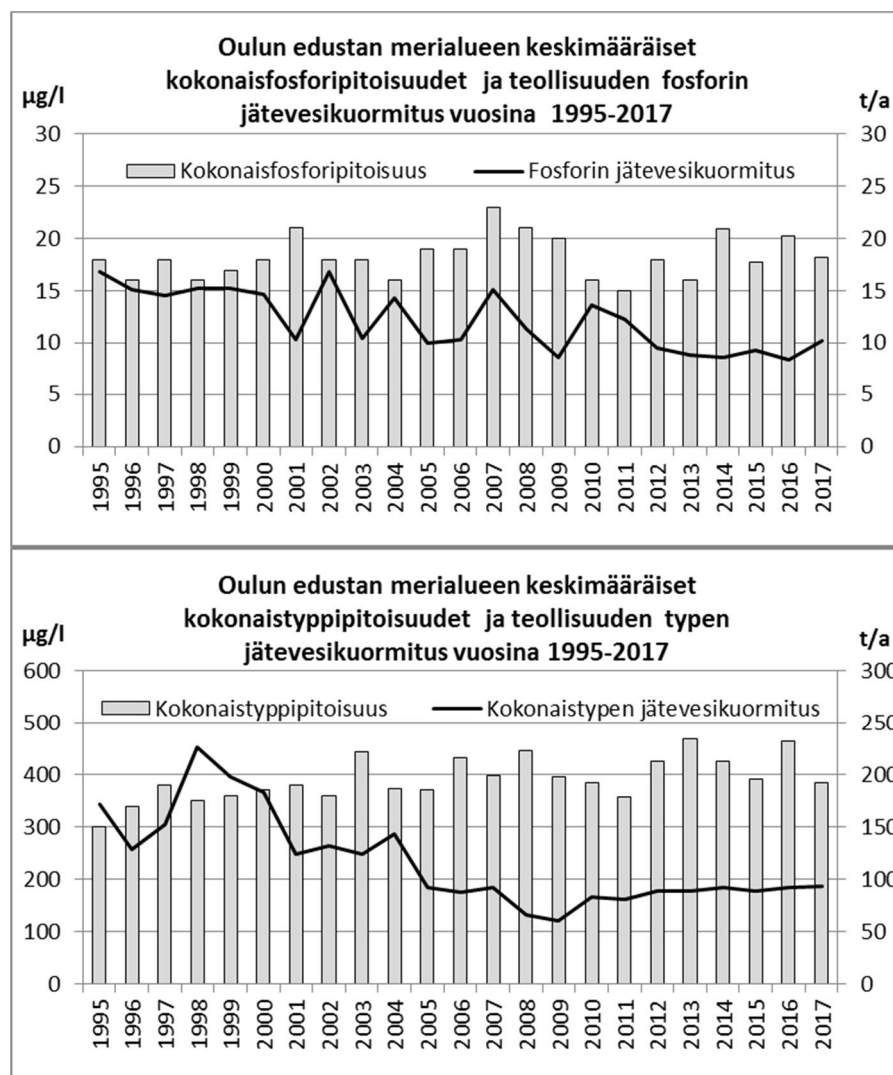 Oulun edustan merialueen keskimääräiset
kokonaisfosforipitoisuudet ja teollisuuden fosforin
jätevesikuormitus vuosina 1995-2017
µg/l
t/a
Kokonaisfosforipitoisuus
Fosforin jätevesikuormitus
30 30
25 25
20 20
15 15
10 10
5 5
0 0
1995 1996 1997 1998 1999 2000 2001 2002 2003 2004 2005 2006 2007 2008 2009 2010 2011 2012 2013 2014 2015 2016 2017
Oulun edustan merialueen keskimääräiset
kokonaistyppipitoisuudet ja teollisuuden typen
jätevesikuormitus vuosina 1995-2017
µg/l
t/a
Kokonaistyppipitoisuus
Kokonaistypen jätevesikuormitus
600 300
500 250
400 200
300 150
200 100
100 50
0 0
1995 1996 1997 1998 1999 2000 2001 2002 2003 2004 2005 2006 2007 2008 2009 2010 2011 2012 2013 2014 2015 2016 2017